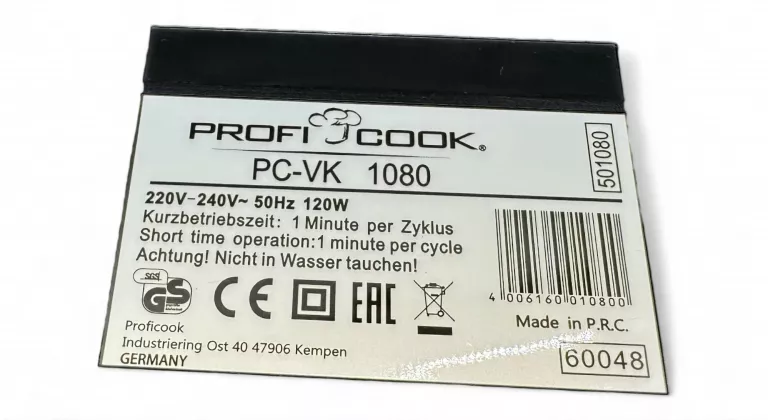 PROFI COOK®
PC-VK 1080
501080
220V-240V~ 50Hz 120W
Kurzbetriebszeit: 1 Minute per Zyklus
Short time operation:1 minute per cycle
Achtung! Nicht in Wasser tauchen!
4 006160 010800
SGS
GS
CE
EAC
Made in P.R.C.
Proficook
Industriering Ost 40 47906 Kempen
GERMANY
60048